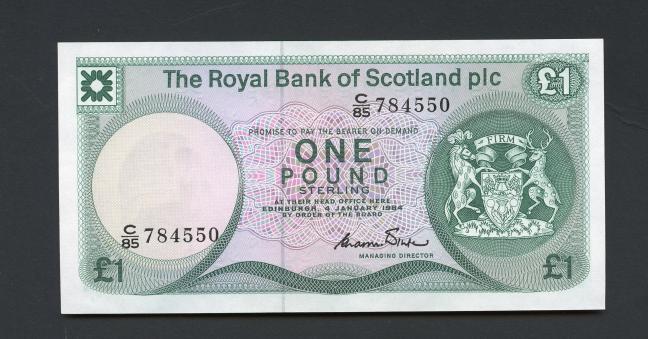 The Royal Bank of Scotland plc £1
C/85 784550
PROMISE TO PAY THE BEARER ON DEMAND
ONE
POUND
STERLING
AT THEIR HEAD OFFICE HERE
EDINBURGH, 4 JANUARY 1984
BY ORDER OF THE BOARD
FIRM
C/85 784550
MANAGING DIRECTOR
£1 £1